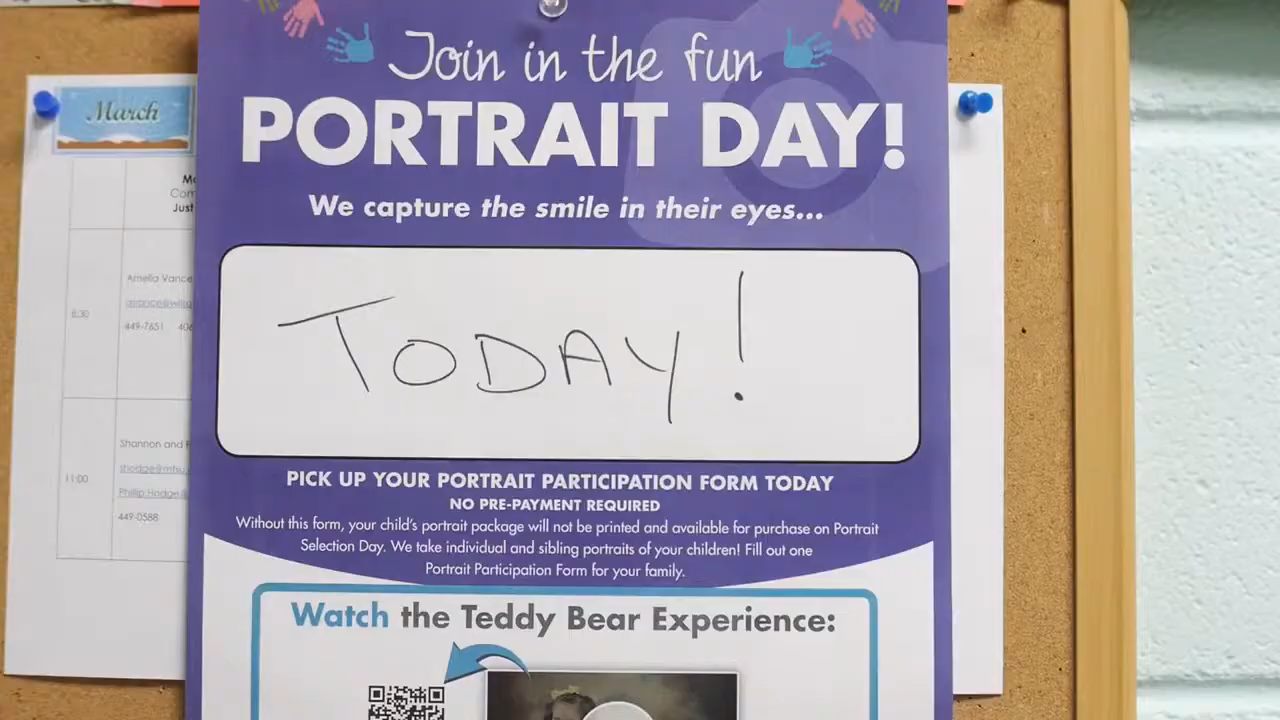 Join in the fun
PORTRAIT DAY!
We capture the smile in their eyes...
TODAY!
PICK UP YOUR PORTRAIT PARTICIPATION FORM TODAY
NO PRE-PAYMENT REQUIRED
Without this form, your child's portrait package will not be printed and available for purchase on Portrait
Selection Day. We take individual and sibling portraits of your children! Fill out one
Portrait Participation Form for your family.
Watch the Teddy Bear Experience:
March
Just
8:30
Amelia Vance
449-7651
11:00
Shannon and
449-0588